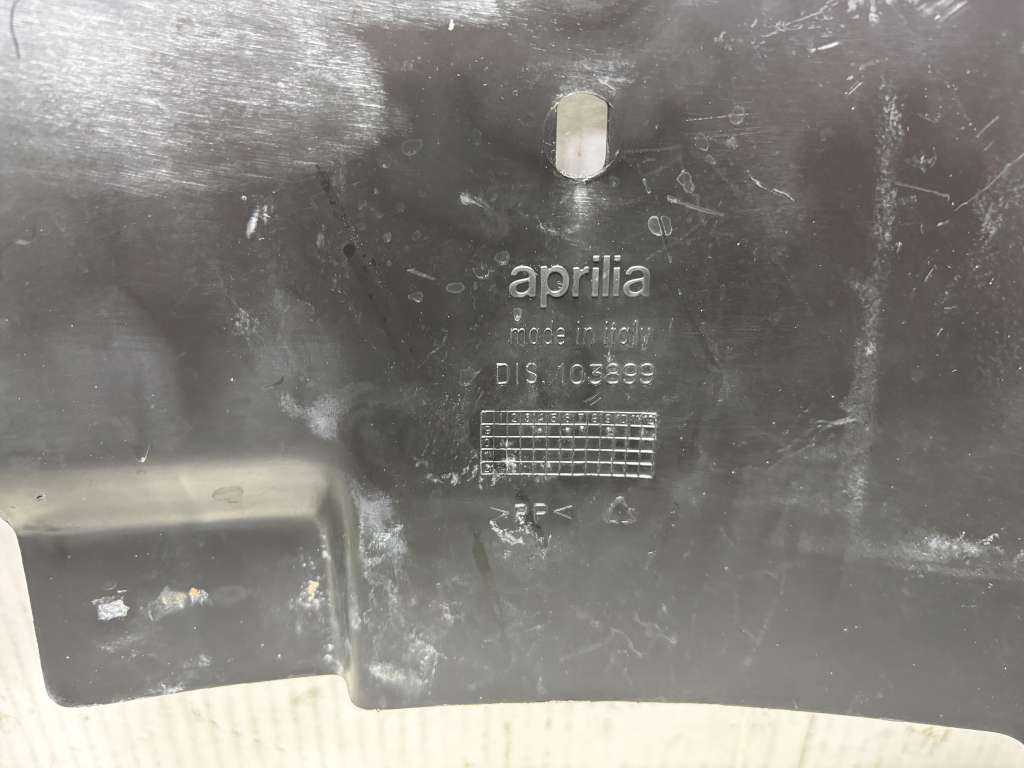 aprilia
made in italy
DIS. 103899
>PP<